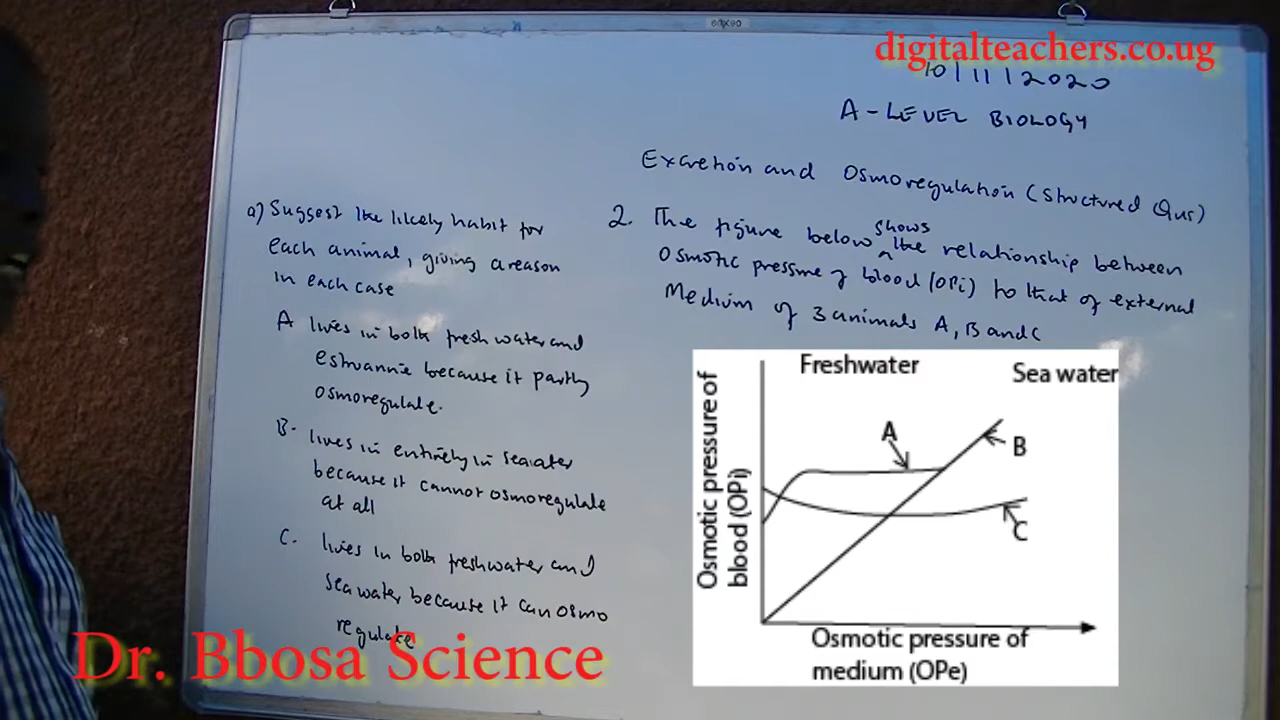 digitalteachers.co.ug
10/11/2020
A-LEVEL BIOLOGY
Excretion and Osmoregulation (Structured Qns)
2. The figure below shows the relationship between
Osmotic pressure of blood (OPi) to that of external
Medium of 3 animals A, B and C
a) Suggest the likely habit for
each animal, giving a reason
in each case
A lives in both fresh water and
because it partly
osmoregulate.
B. lives in entirely in
because it cannot osmoregulate
at all
C. lives in both freshwater and
sea water because it can osmo
regulate
Freshwater
Sea water
Osmotic pressure of
blood (OPi)
A
B
C
Osmotic pressure of
medium (OPe)
Dr. Bbosa Science